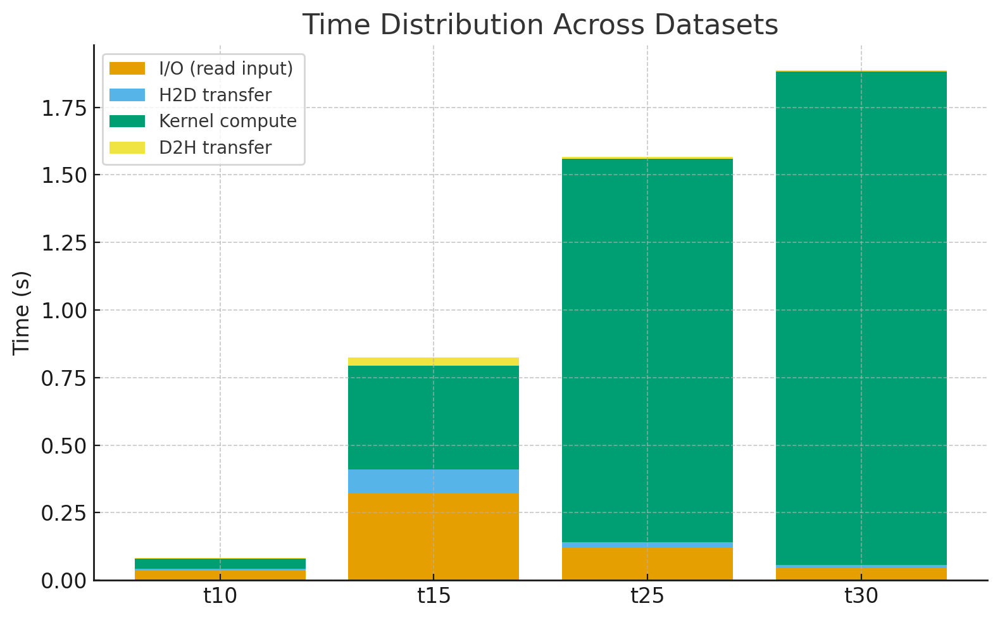 Time Distribution Across Datasets
I/O (read input)
H2D transfer
Kernel compute
D2H transfer
Time (s)
1.75
1.50
1.25
1.00
0.75
0.50
0.25
0.00
t10 t15 t25 t30